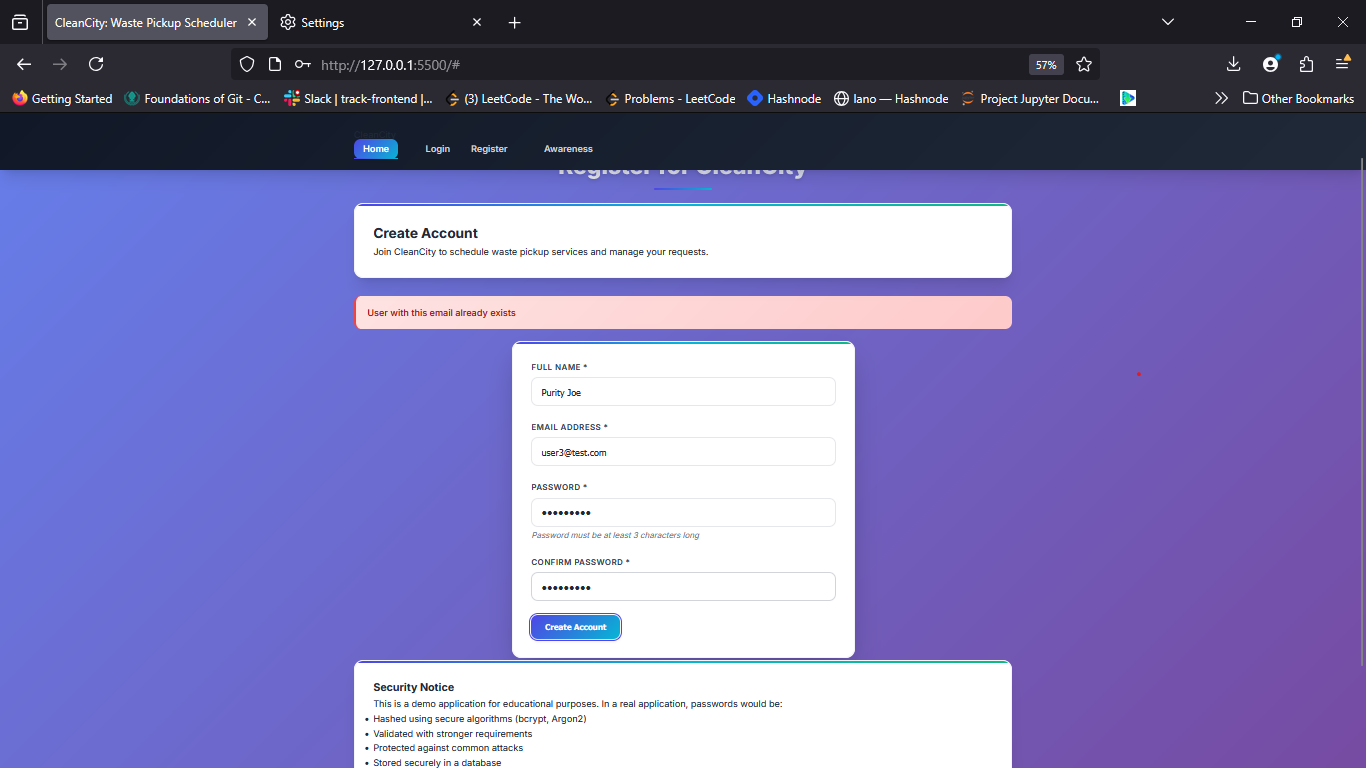 CleanCity: Waste Pickup Scheduler
Settings
http://127.0.0.1:5500/#
57%
Getting Started
Foundations of Git - C...
Slack | track-frontend |...
(3) LeetCode - The Wo...
Problems - LeetCode
Hashnode
Iano — Hashnode
Project Jupyter Docu...
Other Bookmarks
CleanCity
Home
Login
Register
Awareness
Register for CleanCity
Create Account
Join CleanCity to schedule waste pickup services and manage your requests.
User with this email already exists
FULL NAME *
Purity Joe
EMAIL ADDRESS *
user3@test.com
PASSWORD *
•••••••••
Password must be at least 3 characters long
CONFIRM PASSWORD *
•••••••••
Create Account
Security Notice
This is a demo application for educational purposes. In a real application, passwords would be:
• Hashed using secure algorithms (bcrypt, Argon2)
• Validated with stronger requirements
• Protected against common attacks
• Stored securely in a database